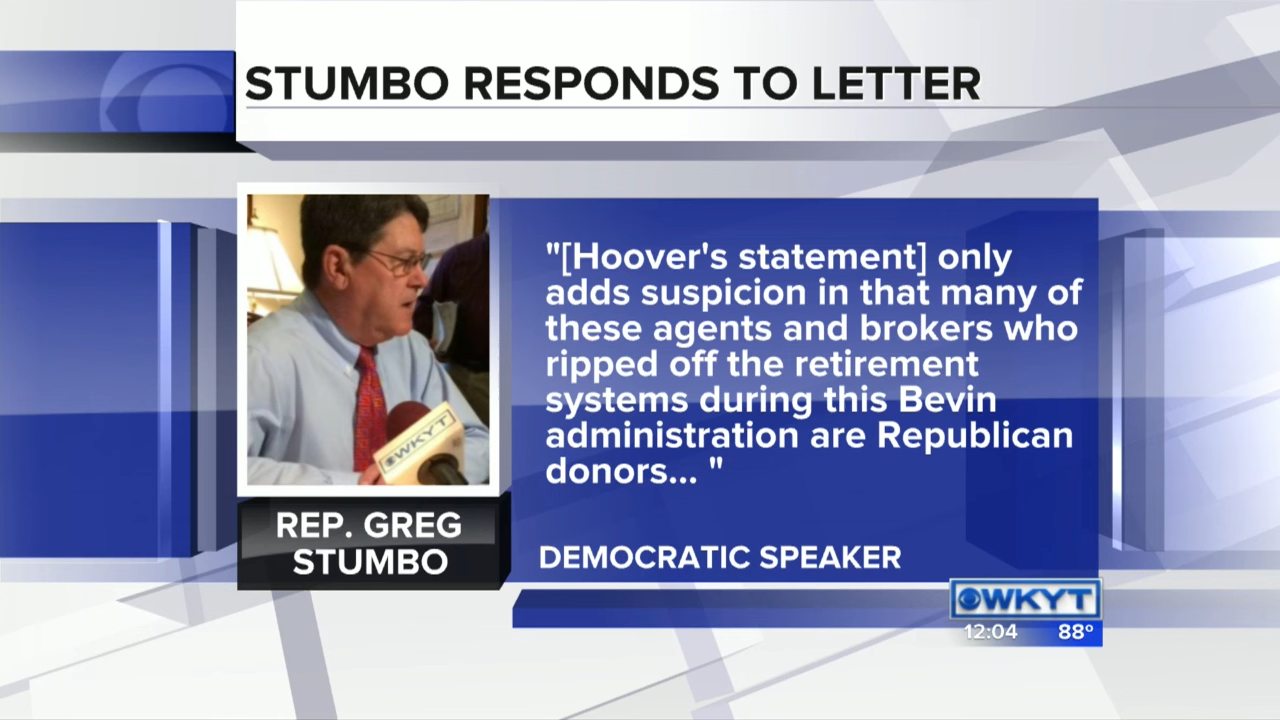 STUMBO RESPONDS TO LETTER
"[Hoover's statement] only
adds suspicion in that many of
these agents and brokers who
ripped off the retirement
systems during this Bevin
administration are Republican
donors... "
DEMOCRATIC SPEAKER
WKYT
REP. GREG
STUMBO
WKYT
12:04 88°